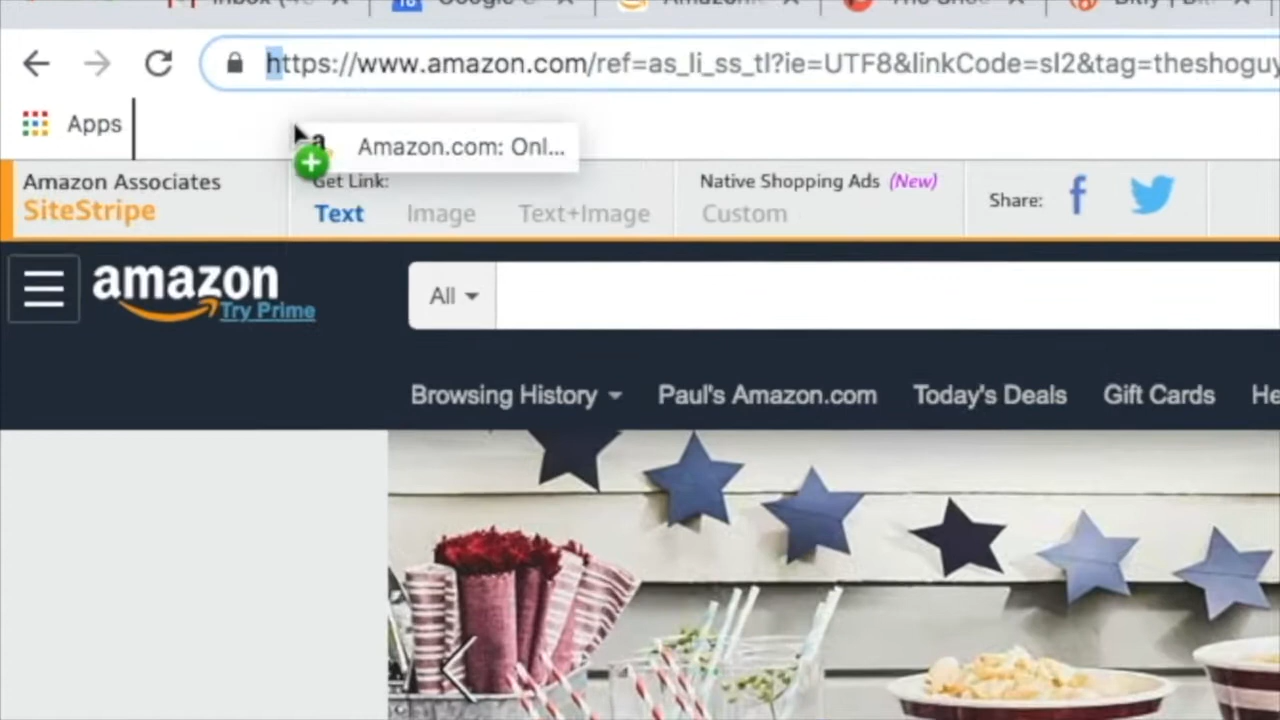 https://www.amazon.com/ref=as_li_ss_tl?ie=UTF8&linkCode=sl2&tag=theshoguy
Apps
a Amazon.com: Onl...
Amazon Associates
SiteStripe
Get Link:
Text Image Text+Image
Native Shopping Ads (New)
Custom
Share:
amazon
Try Prime
All
Browsing History Paul's Amazon.com Today's Deals Gift Cards